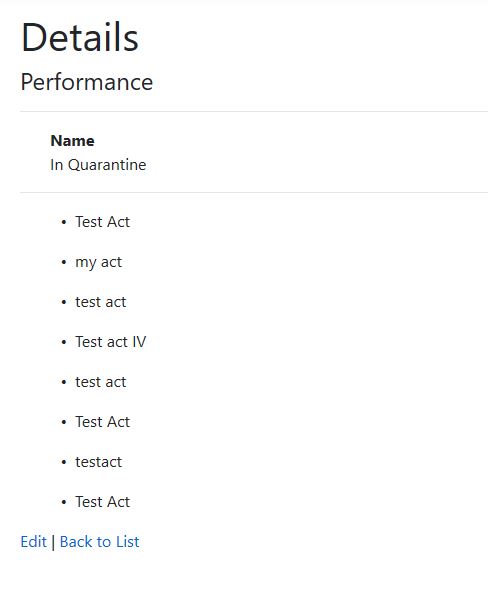 Details
Performance
Name
In Quarantine
• Test Act
• my act
• test act
• Test act IV
• test act
• Test Act
• testact
• Test Act
Edit | Back to List